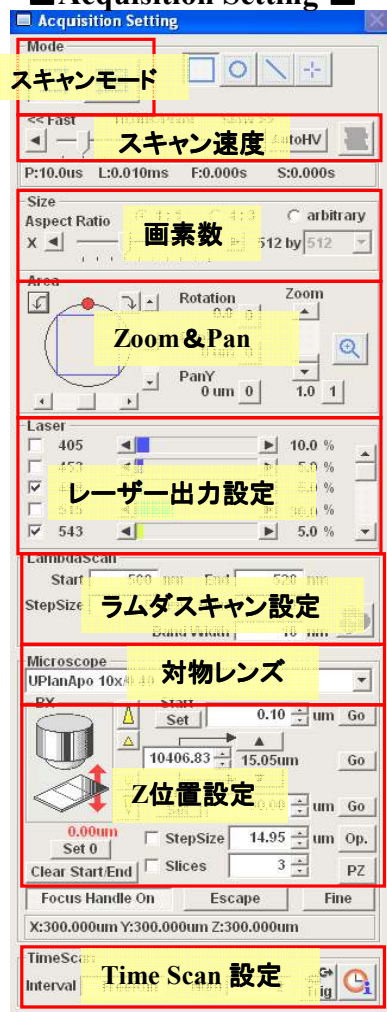 ■Acquisition Setting■
Acquisition Setting
Mode
スキャンモード
<< Fast
スキャン速度
AutoHV
P:10.0us L:0.010ms F:0.000s S:0.000s
Size
Aspect Ratio arbitrary
画素数
X 512 by 512
Area
Rotation Zoom
Zoom&Pan
PanY
0 um 0 1.0 1
Laser
405 10.0 %
5.0 %
レーザー出力設定
543 5.0 %
LambdaScan
Start 500 nm End 520 nm
StepSize
ラムダスキャン設定
Band Width 10 nm
Microscope
対物レンズ
UPlanApo 10x
Start
Set 0.10 um Go
10406.83 15.05um Go
Z位置設定
um Go
0.00um
Set 0
StepSize 14.95 um Op.
Clear Start/End Slices 3 PZ
Focus Handle On Escape Fine
X:300.000um Y:300.000um Z:300.000um
TimeScan
Interval
Time Scan 設定